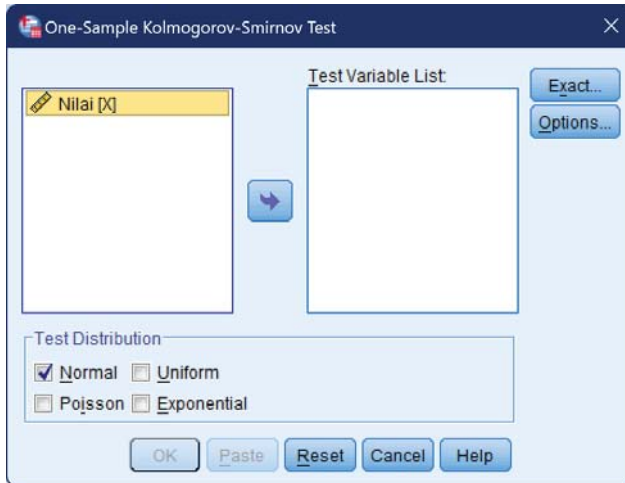 One-Sample Kolmogorov-Smirnov Test
Test Variable List:
Nilai [X]
Exact...
Options...
Test Distribution
Normal Uniform
Poisson Exponential
OK Paste Reset Cancel Help